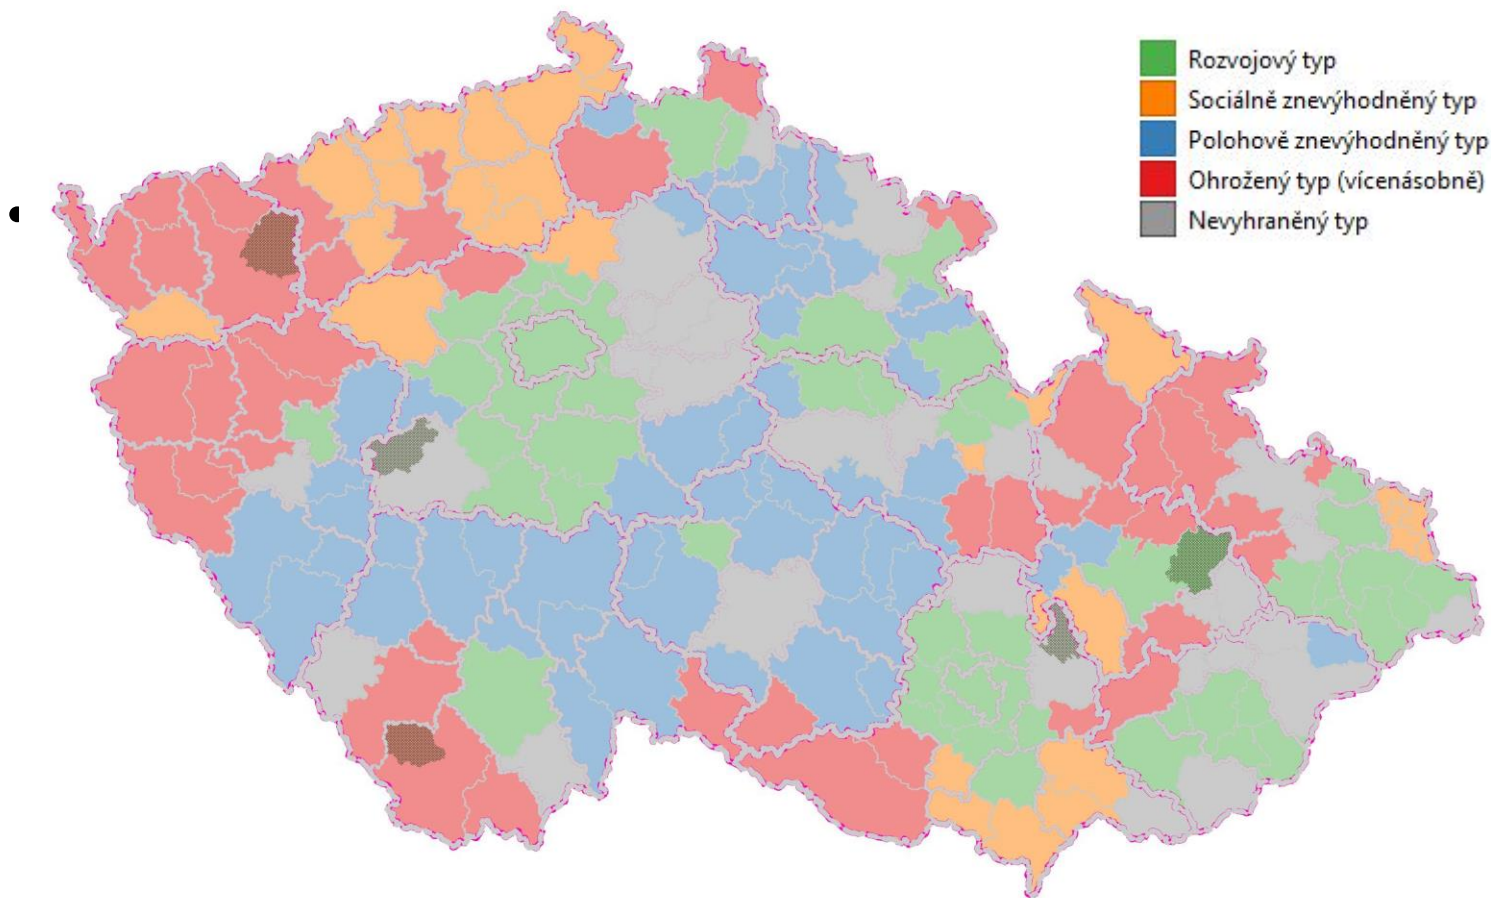 Rozvojový typ
Sociálně znevýhodněný typ
Polohově znevýhodněný typ
Ohrožený typ (vícenásobně)
Nevyhraněný typ